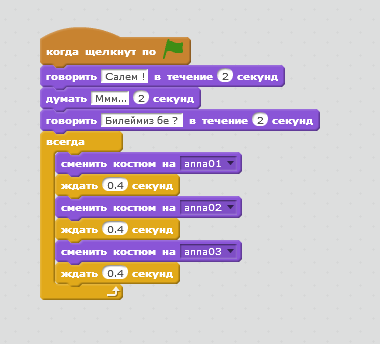 когда щелкнут по
говорить Салем ! в течение 2 секунд
думать Ммм... 2 секунд
говорить Билеймиз бе ? в течение 2 секунд
всегда
сменить костюм на anna01
ждать 0.4 секунд
сменить костюм на anna02
ждать 0.4 секунд
сменить костюм на anna03
ждать 0.4 секунд